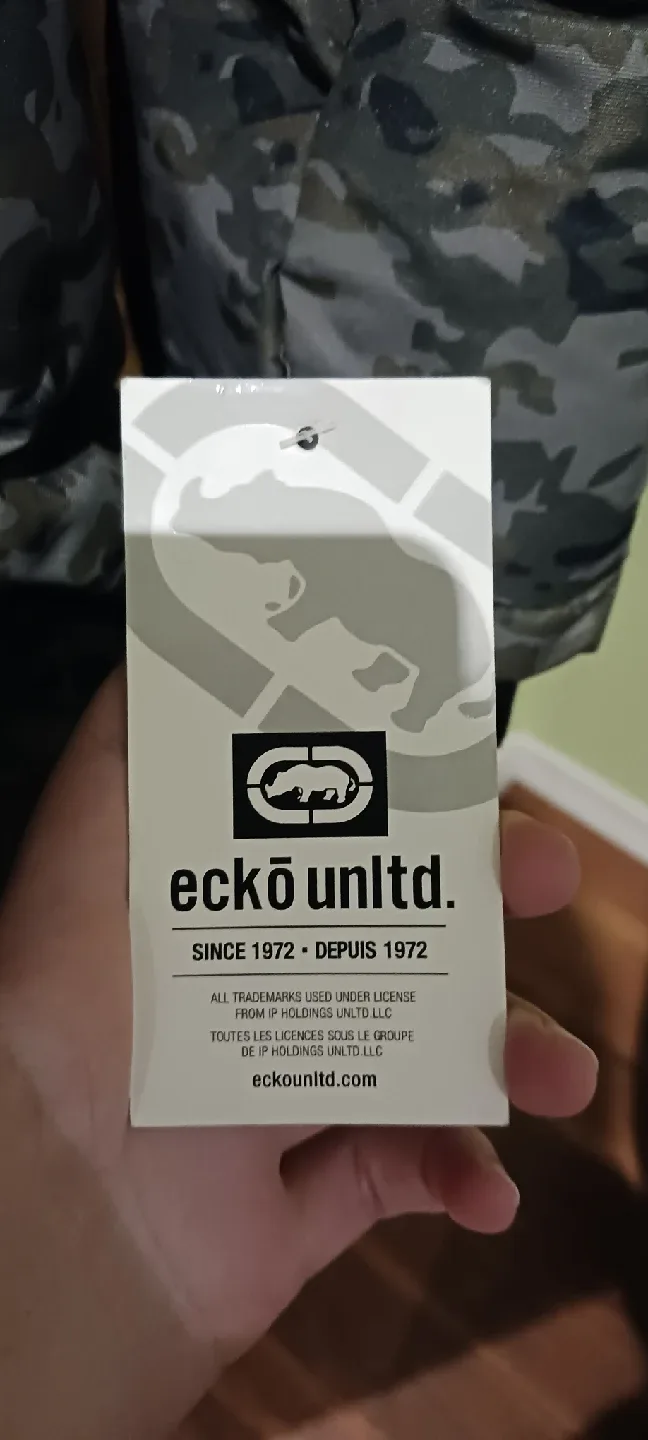 eckō unltd.
SINCE 1972 • DEPUIS 1972
ALL TRADEMARKS USED UNDER LICENSE
FROM IP HOLDINGS UNLTD.LLC
TOUTES LES LICENCES SOUS LE GROUPE
DE IP HOLDINGS UNLTD.LLC
eckounltd.com